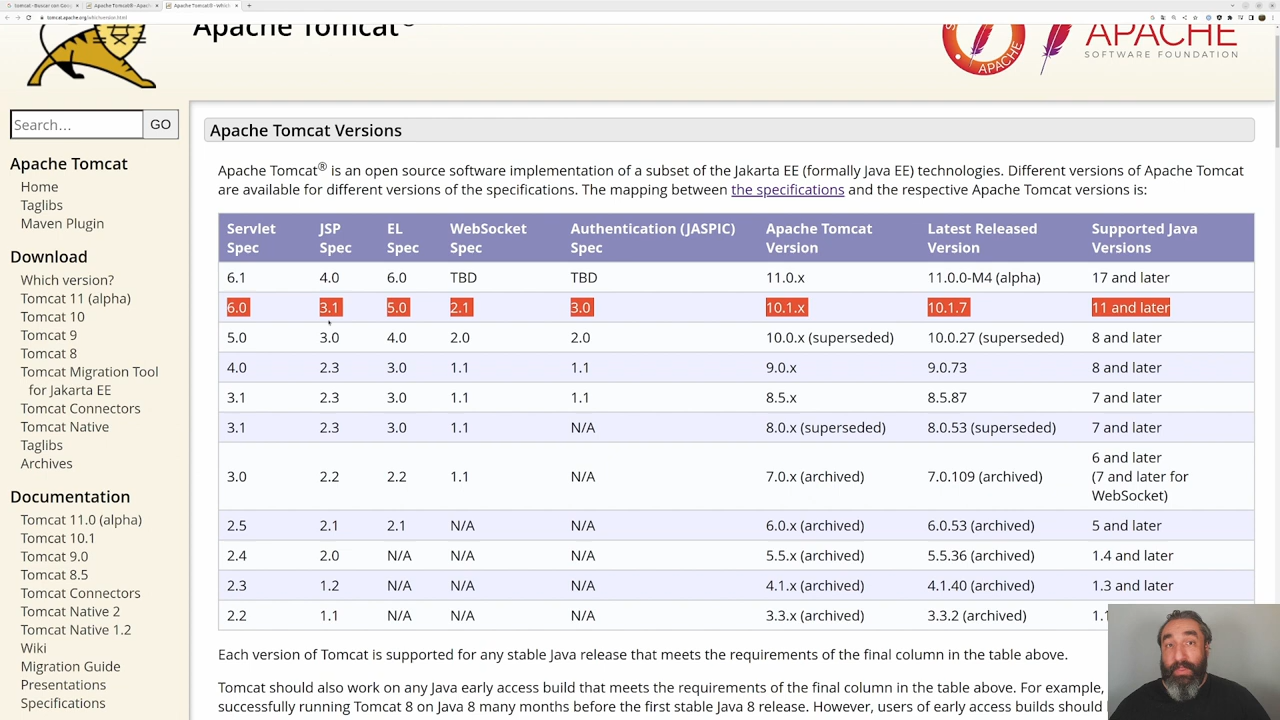 tomcat - Buscar con Goog
Apache Tomcat® - Apach
Apache Tomcat® - Which
tomcat.apache.org/whichversion.html
Apache Tomcat®
APACHE
APACHE
SOFTWARE FOUNDATION
Search…
GO
Apache Tomcat
Home
Taglibs
Maven Plugin
Download
Which version?
Tomcat 11 (alpha)
Tomcat 10
Tomcat 9
Tomcat 8
Tomcat Migration Tool
for Jakarta EE
Tomcat Connectors
Tomcat Native
Taglibs
Archives
Documentation
Tomcat 11.0 (alpha)
Tomcat 10.1
Tomcat 9.0
Tomcat 8.5
Tomcat Connectors
Tomcat Native 2
Tomcat Native 1.2
Wiki
Migration Guide
Presentations
Specifications
Apache Tomcat Versions
Apache Tomcat® is an open source software implementation of a subset of the Jakarta EE (formally Java EE) technologies. Different versions of Apache Tomcat
are available for different versions of the specifications. The mapping between the specifications and the respective Apache Tomcat versions is:
Servlet Spec JSP Spec EL Spec WebSocket Spec Authentication (JASPIC) Spec Apache Tomcat Version Latest Released Version Supported Java Versions
6.1 4.0 6.0 TBD TBD 11.0.x 11.0.0-M4 (alpha) 17 and later
6.0 3.1 5.0 2.1 3.0 10.1.x 10.1.7 11 and later
5.0 3.0 4.0 2.0 2.0 10.0.x (superseded) 10.0.27 (superseded) 8 and later
4.0 2.3 3.0 1.1 1.1 9.0.x 9.0.73 8 and later
3.1 2.3 3.0 1.1 1.1 8.5.x 8.5.87 7 and later
3.1 2.3 3.0 1.1 N/A 8.0.x (superseded) 8.0.53 (superseded) 7 and later
3.0 2.2 2.2 1.1 N/A 7.0.x (archived) 7.0.109 (archived) 6 and later (7 and later for WebSocket)
2.5 2.1 2.1 N/A N/A 6.0.x (archived) 6.0.53 (archived) 5 and later
2.4 2.0 N/A N/A N/A 5.5.x (archived) 5.5.36 (archived) 1.4 and later
2.3 1.2 N/A N/A N/A 4.1.x (archived) 4.1.40 (archived) 1.3 and later
2.2 1.1 N/A N/A N/A 3.3.x (archived) 3.3.2 (archived)
Each version of Tomcat is supported for any stable Java release that meets the requirements of the final column in the table above.
Tomcat should also work on any Java early access build that meets the requirements of the final column in the table above. For example,
successfully running Tomcat 8 on Java 8 many months before the first stable Java 8 release. However, users of early access builds should